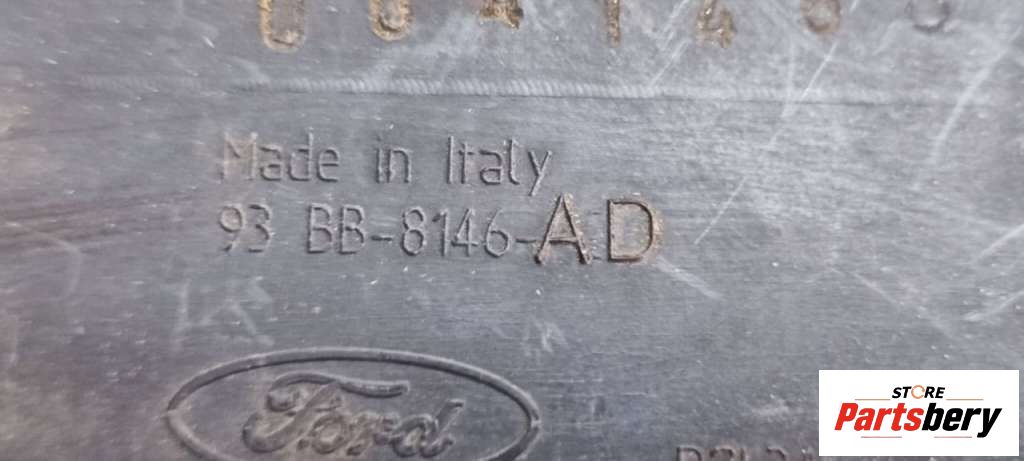 Made in Italy
93 BB-8146-AD
Ford
STORE
Partsbery